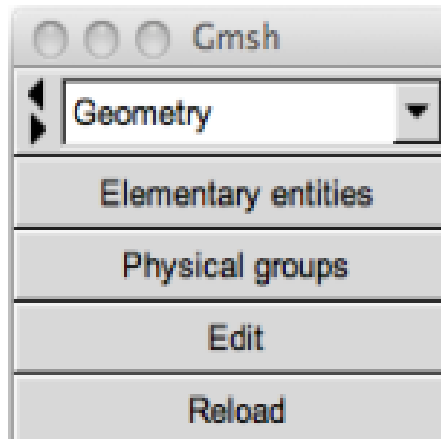 Gmsh
Geometry
Elementary entities
Physical groups
Edit
Reload